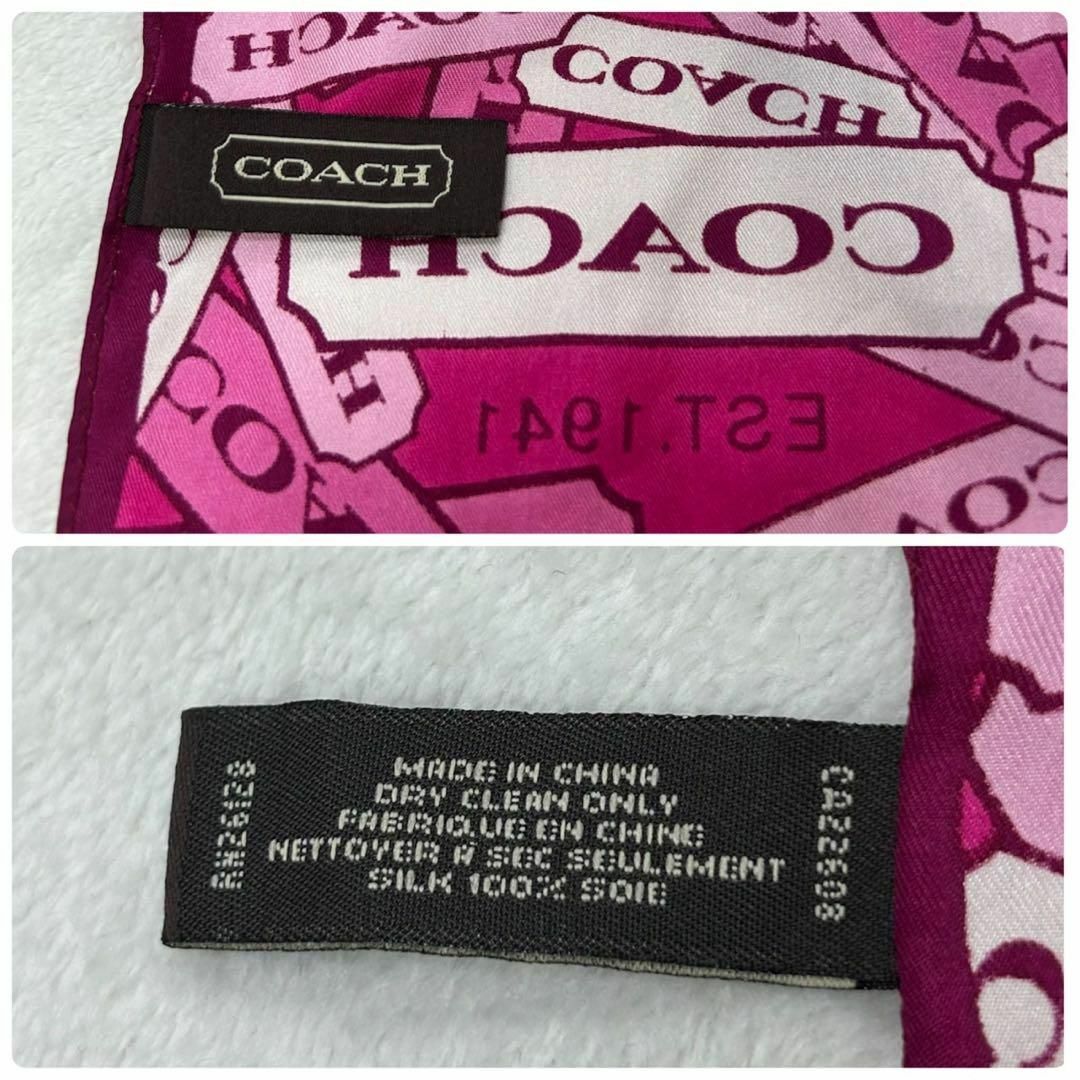 COACH
COACH
COACH
COACH
EST.1941
MADE IN CHINA
DRY CLEAN ONLY
FABRIQUE EN CHINE
NETTOYER A SEC SEULEMENT
SILK 100% SOIE
CA22608